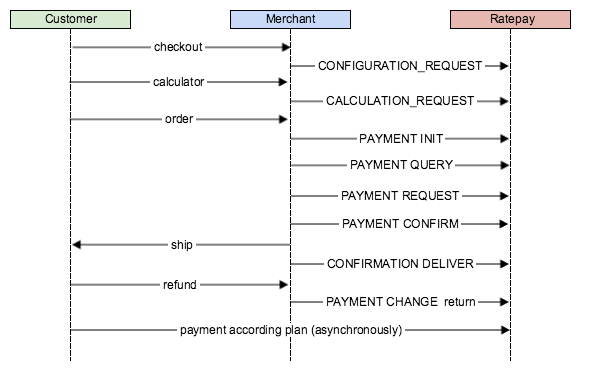 Customer
Merchant
Ratepay
checkout
CONFIGURATION_REQUEST
calculator
CALCULATION_REQUEST
order
PAYMENT INIT
PAYMENT QUERY
PAYMENT REQUEST
PAYMENT CONFIRM
ship
CONFIRMATION DELIVER
refund
PAYMENT CHANGE return
payment according plan (asynchronously)